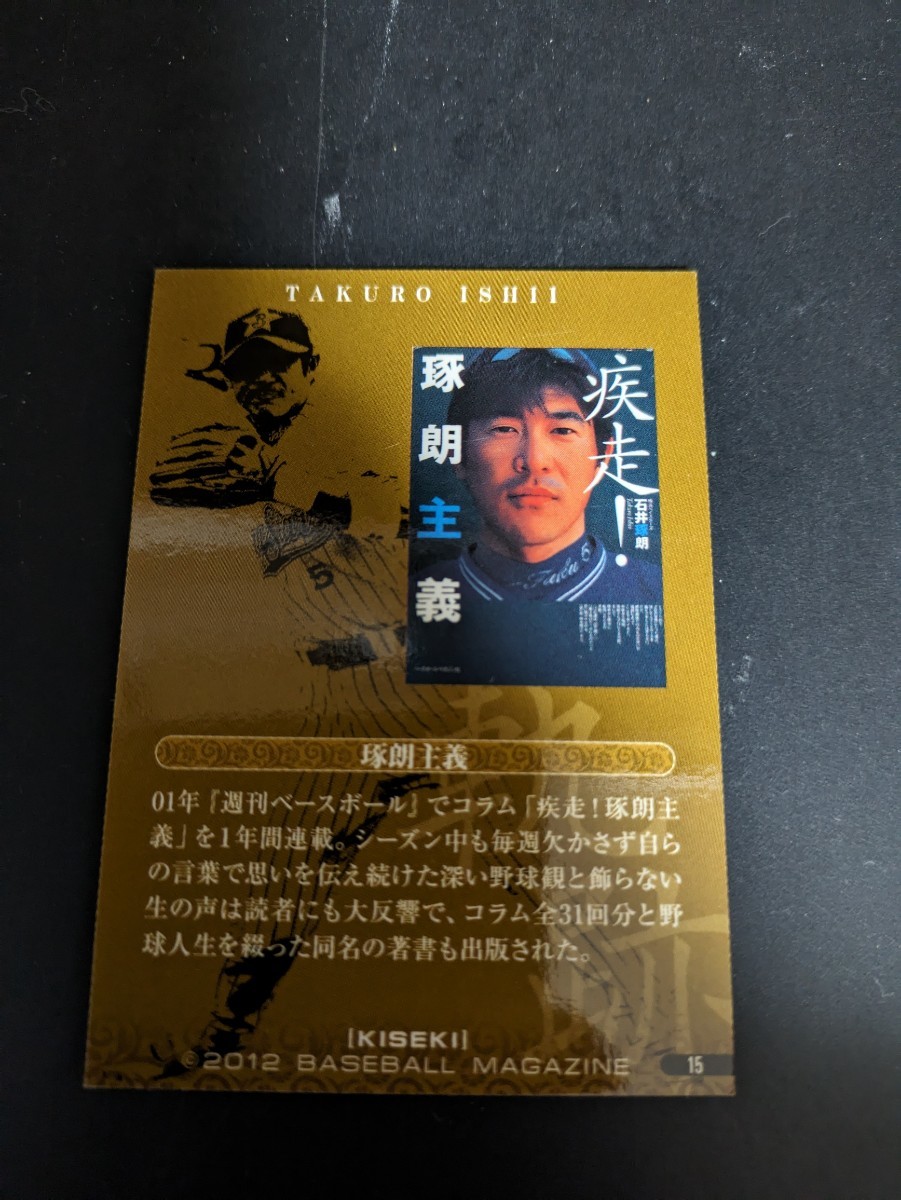 TAKURO ISHII
疾走!
石井琢朗
琢朗主義
Taku 5
5
琢朗主義
01年『週刊ベースボール』でコラム「疾走！琢朗主
義」を1年間連載。シーズン中も毎週欠かさず自ら
の言葉で思いを伝え続けた深い野球観と飾らない
生の声は読者にも大反響で、コラム全31回分と野
球人生を綴った同名の著書も出版された。
軌跡
[KISEKI]
©2012 BASEBALL MAGAZINE
15